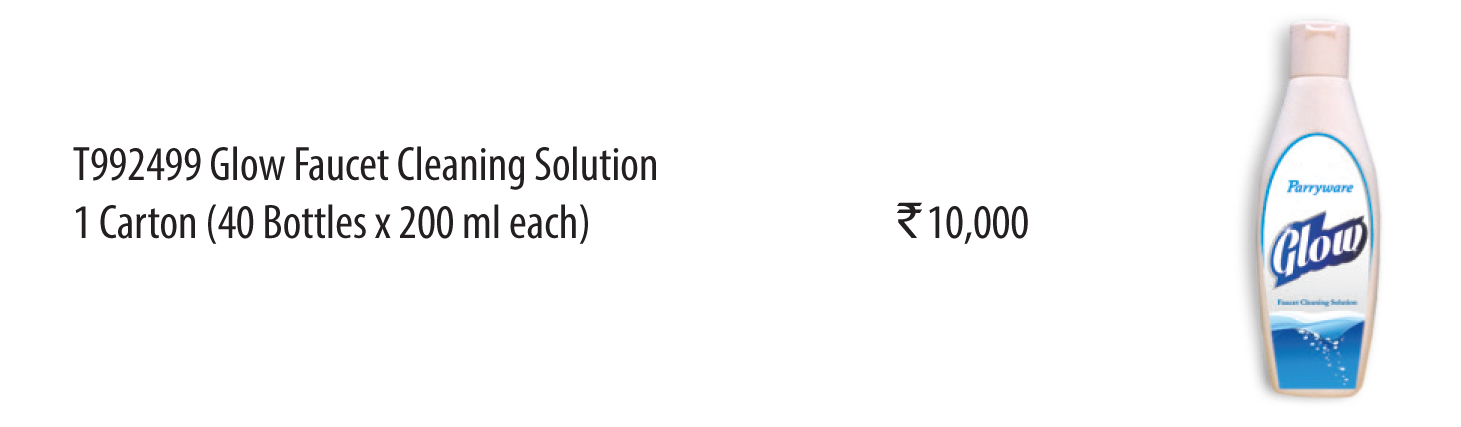 T992499 Glow Faucet Cleaning Solution
1 Carton (40 Bottles x 200 ml each)
₹ 10,000
Parryware
Glow
Faucet Cleaning Solution